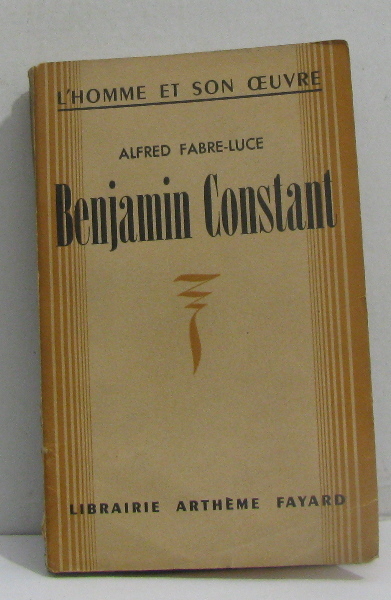 L'HOMME ET SON ŒUVRE
ALFRED FABRE-LUCE
Benjamin Constant
LIBRAIRIE ARTHÈME FAYARD